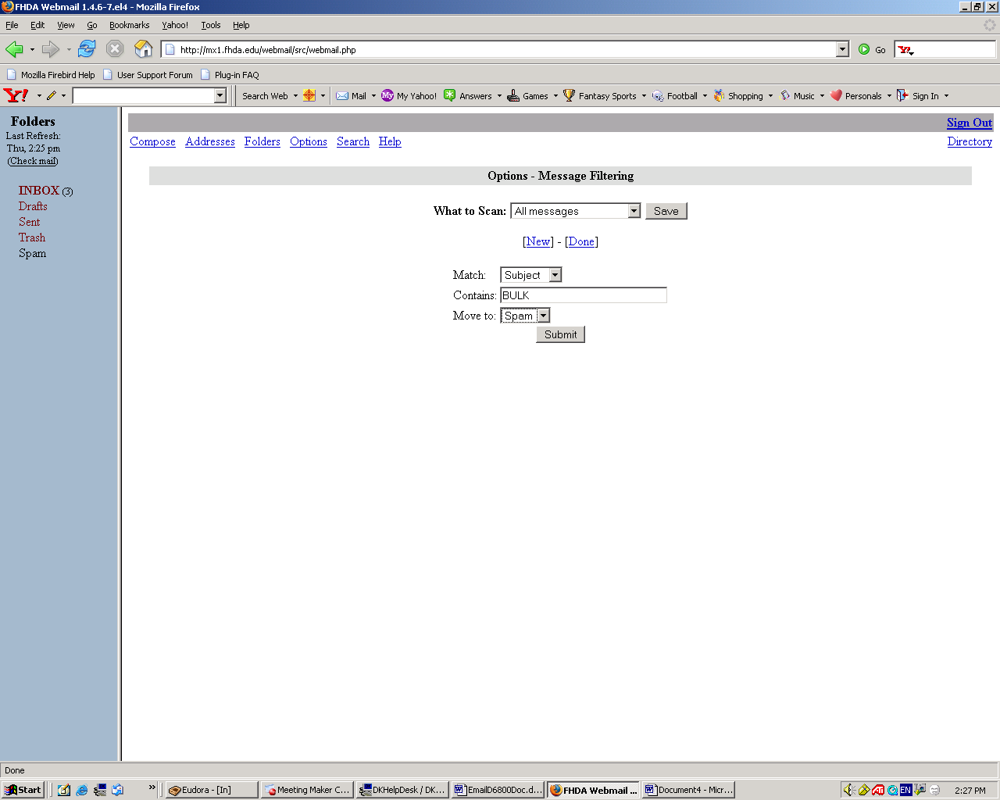 FHDA Webmail 1.4.6-7.el4 - Mozilla Firefox
File Edit View Go Bookmarks Yahoo! Tools Help
http://mx1.fhda.edu/webmail/src/webmail.php Go
Mozilla Firebird Help User Support Forum Plug-in FAQ
Y! Search Web Mail My Yahoo! Answers Games Fantasy Sports Football Shopping Music Personals Sign In
Folders
Last Refresh:
Thu, 2:25 pm
(Check mail)
INBOX (3)
Drafts
Sent
Trash
Spam
Sign Out
Compose Addresses Folders Options Search Help Directory
Options - Message Filtering
What to Scan: All messages Save
[New] - [Done]
Match: Subject
Contains: BULK
Move to: Spam
Submit
Done
Start » Eudora - [In] Meeting Maker C... DKHelpDesk / DK... EmailD6800Doc.d... FHDA Webmail ... Document4 - Micr... EN 2:27 PM